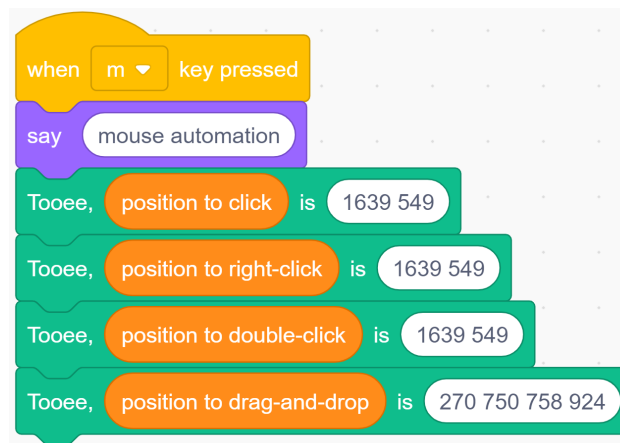 when m key pressed
say mouse automation
Tooee, position to click is 1639 549
Tooee, position to right-click is 1639 549
Tooee, position to double-click is 1639 549
Tooee, position to drag-and-drop is 270 750 758 924